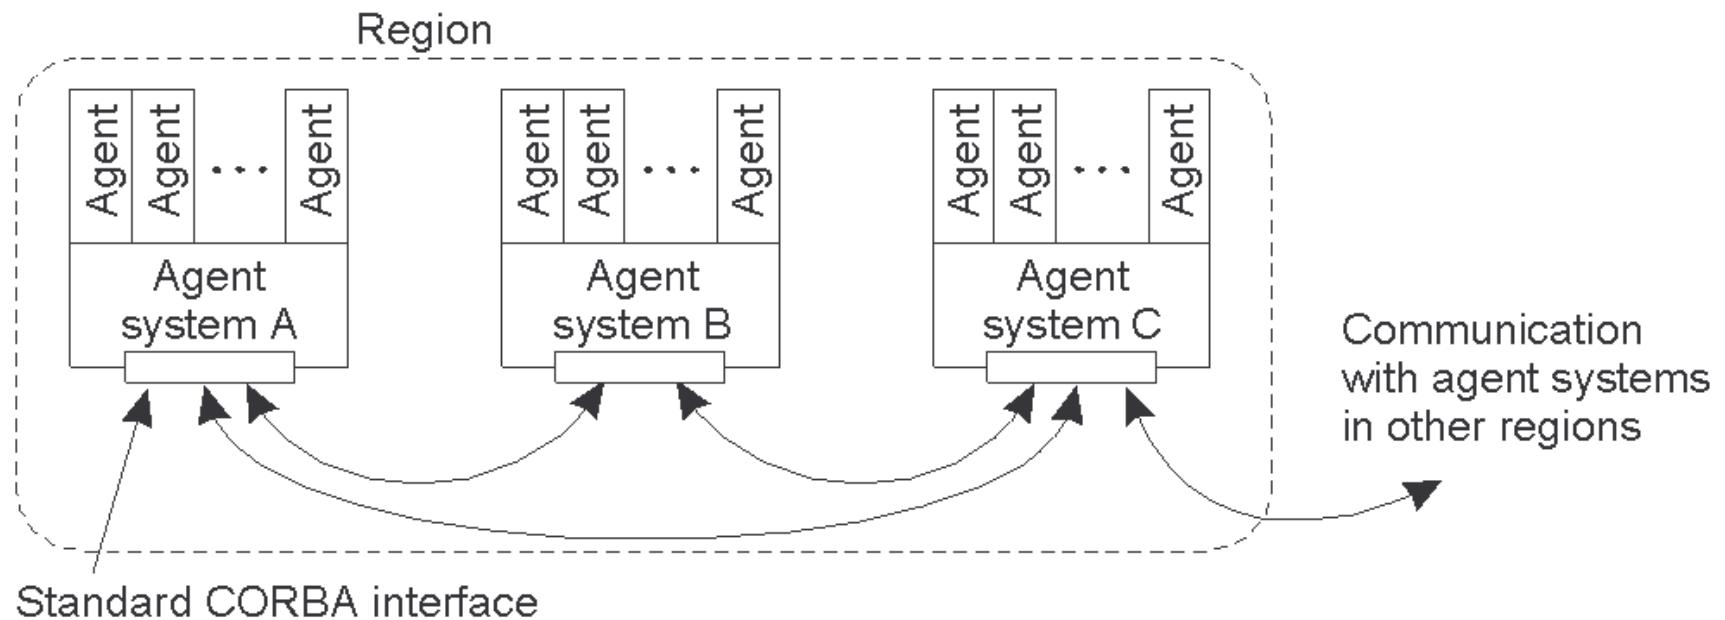 Region
Agent
Agent
...
Agent
Agent
Agent
...
Agent
Agent
Agent
...
Agent
Agent
system A
Agent
system B
Agent
system C
Communication
with agent systems
in other regions
Standard CORBA interface